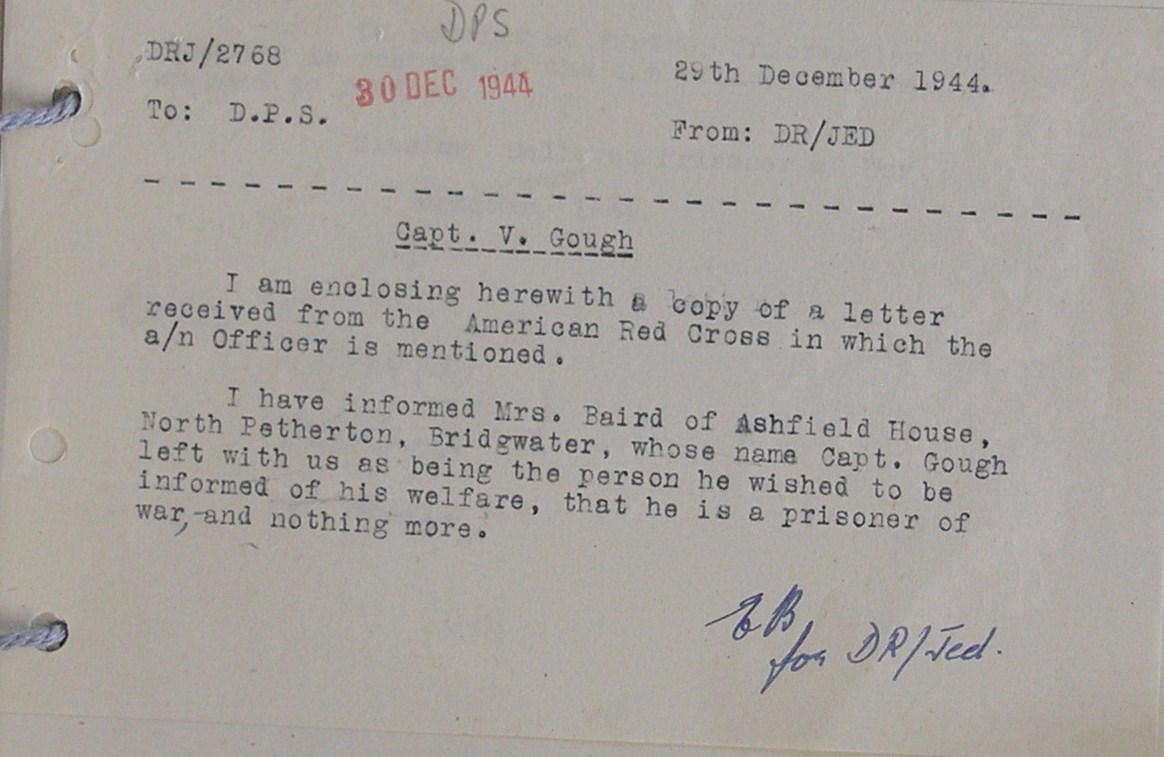 DPS
DRJ/2768
30 DEC 1944
29th December 1944.
To: D.P.S.
From: DR/JED
Capt. V. Gough
I am enclosing herewith a copy of a letter
received from the American Red Cross in which the
a/n Officer is mentioned.
I have informed Mrs. Baird of Ashfield House,
North Petherton, Bridgwater, whose name Capt. Gough
left with us as being the person he wished to be
informed of his welfare, that he is a prisoner of
war, and nothing more.
EB
for DR/Jed.